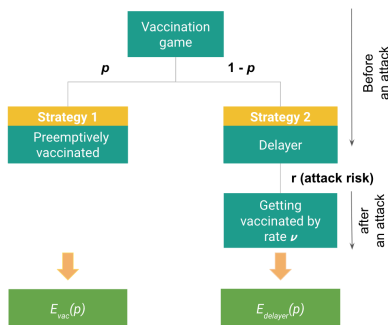 Vaccination
game
p
1 - p
Before
an attack
Strategy 1
Preemptively
vaccinated
Strategy 2
Delayer
r (attack risk)
Getting
vaccinated by
rate ν
after
an attack
E_vac(p)
E_delayer(p)